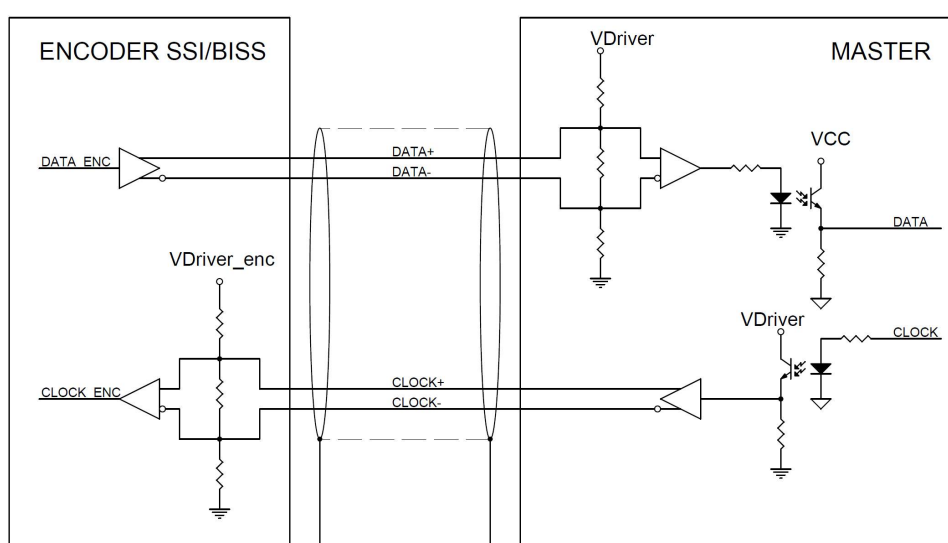 ENCODER SSI/BISS
VDriver
MASTER
DATA_ENC
DATA+
DATA-
VCC
DATA
VDriver_enc
VDriver
CLOCK
CLOCK_ENC
CLOCK+
CLOCK-